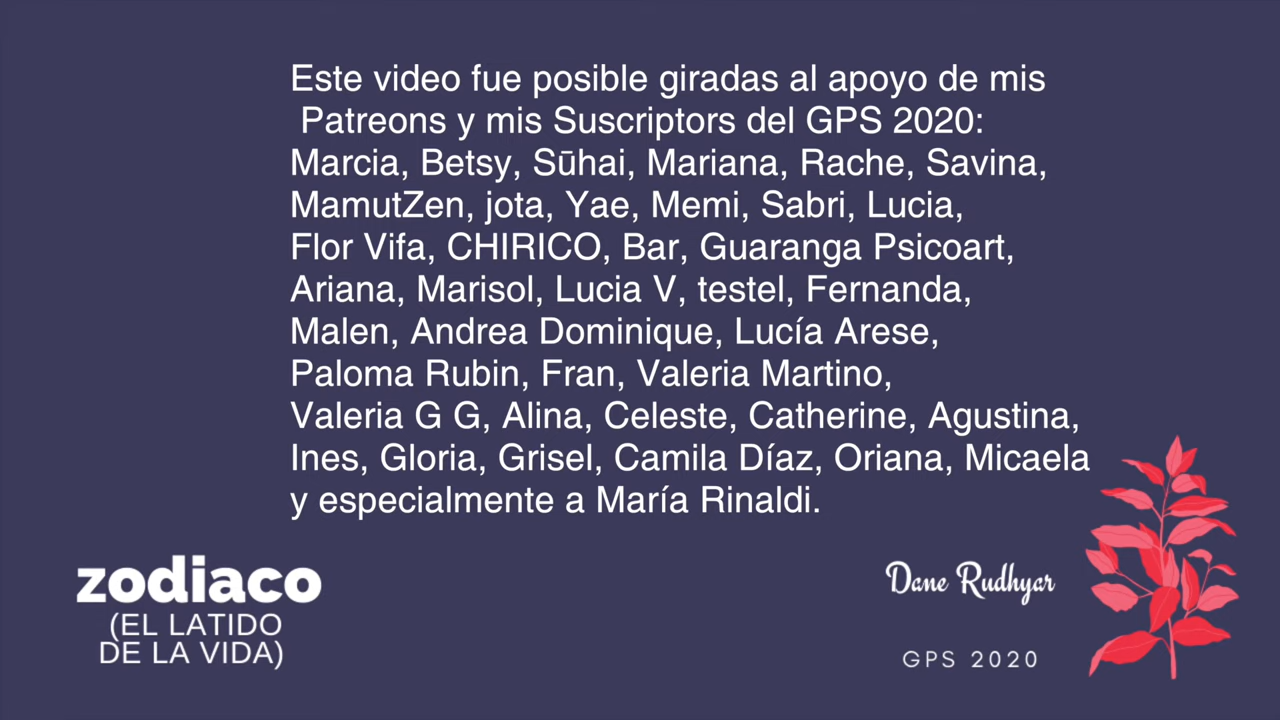 Este video fue posible giradas al apoyo de mis
Patreons y mis Suscriptors del GPS 2020:
Marcia, Betsy, Sūhai, Mariana, Rache, Savina,
MamutZen, jota, Yae, Memi, Sabri, Lucia,
Flor Vifa, CHIRICO, Bar, Guaranga Psicoart,
Ariana, Marisol, Lucia V, testel, Fernanda,
Malen, Andrea Dominique, Lucía Arese,
Paloma Rubin, Fran, Valeria Martino,
Valeria G G, Alina, Celeste, Catherine, Agustina,
Ines, Gloria, Grisel, Camila Díaz, Oriana, Micaela
y especialmente a María Rinaldi.
zodiaco
(EL LATIDO
DE LA VIDA)
Dane Rudhyar
GPS 2020